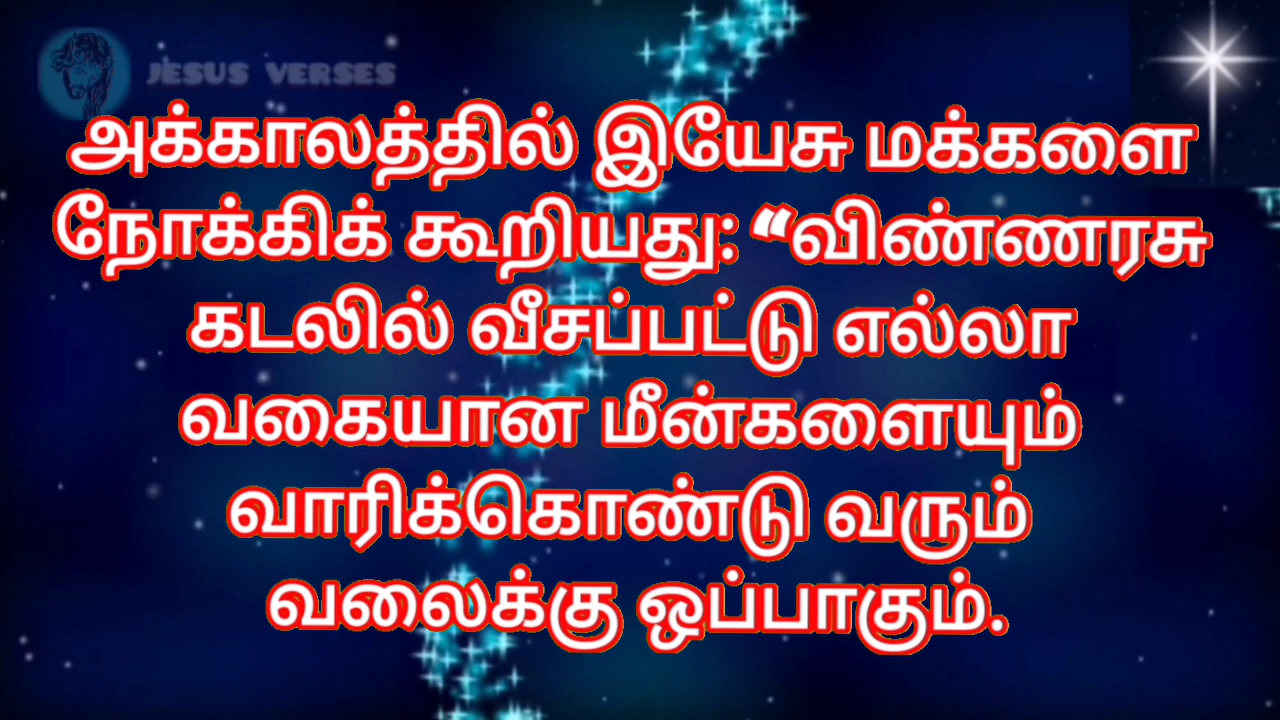 JESUS VERSES
அக்காலத்தில் இயேசு மக்களை
நோக்கிக் கூறியது: “விண்ணரசு
கடலில் வீசப்பட்டு எல்லா
வகையான மீன்களையும்
வாரிக்கொண்டு வரும்
வலைக்கு ஒப்பாகும்.